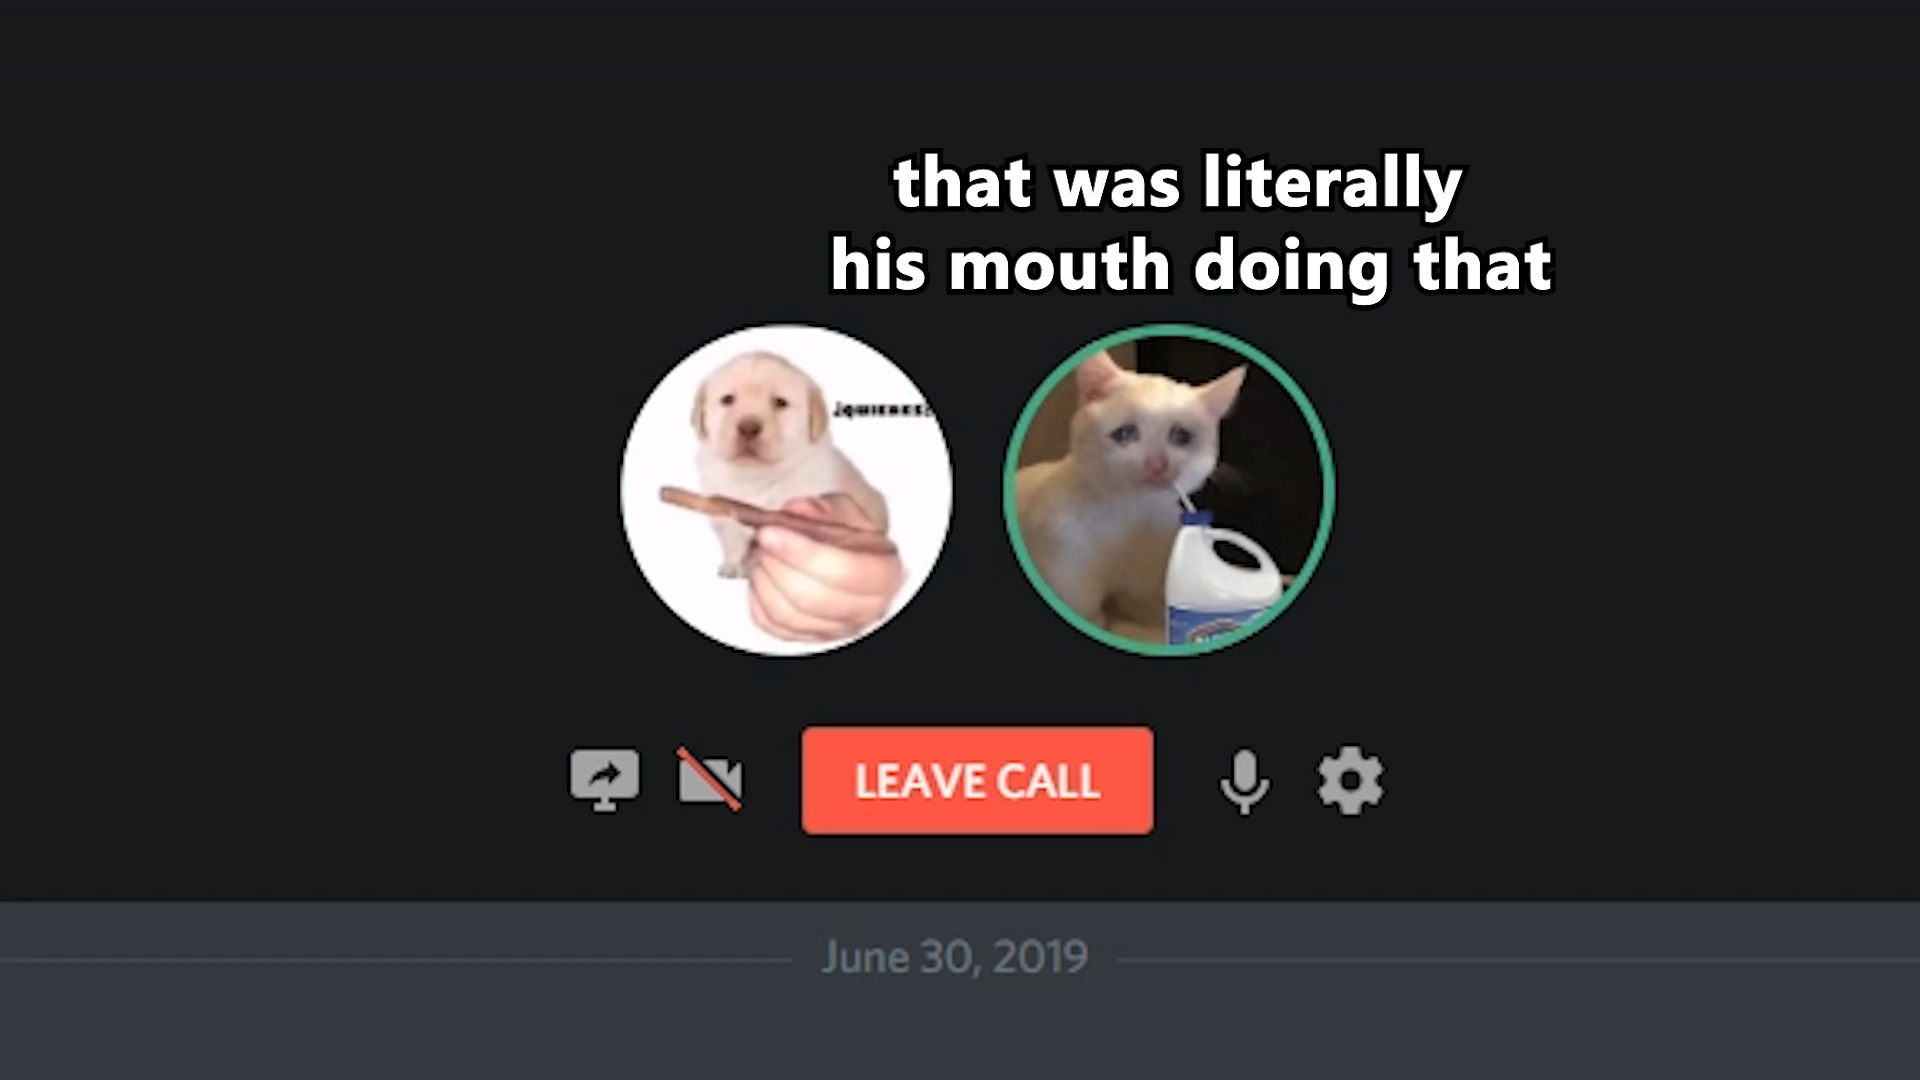 that was literally
his mouth doing that
LEAVE CALL
June 30, 2019